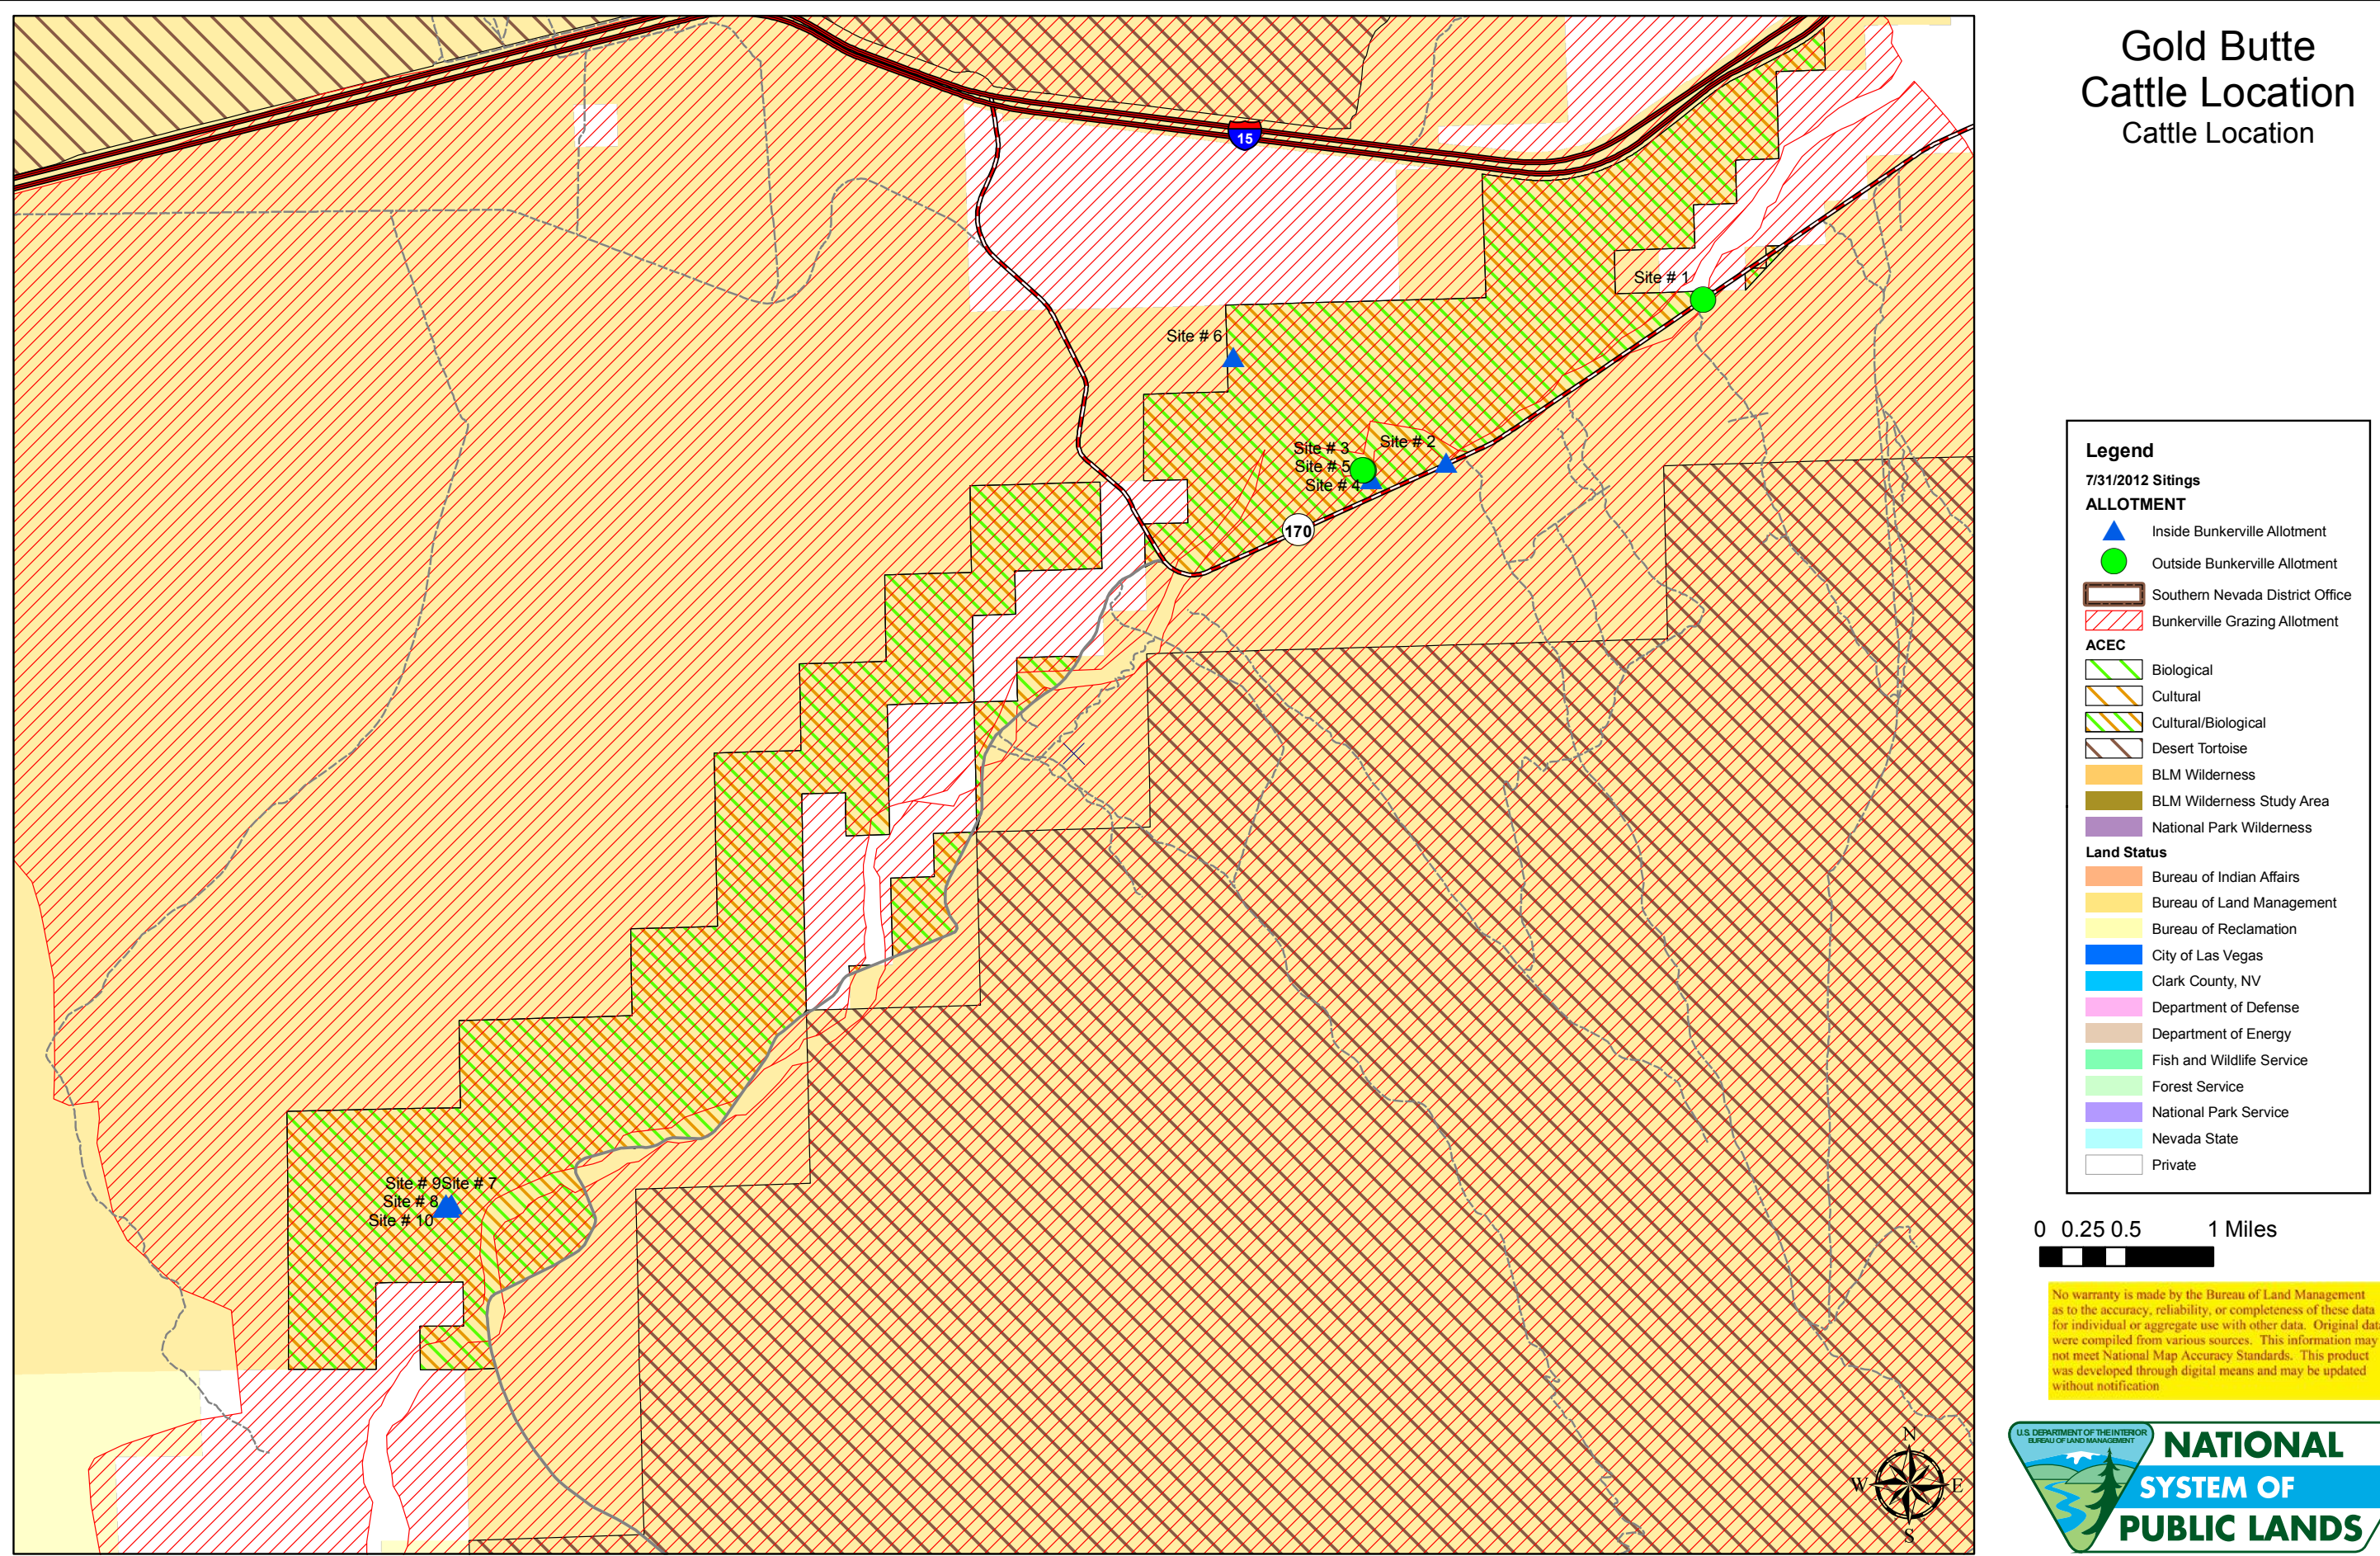 Gold Butte
Cattle Location
Cattle Location
15
Site # 1
Site # 6
Site # 3
Site # 2
Site # 5
Site # 4
170
Site # 9Site # 7
Site # 8
Site # 10
Legend
7/31/2012 Sitings
ALLOTMENT
Inside Bunkerville Allotment
Outside Bunkerville Allotment
Southern Nevada District Office
Bunkerville Grazing Allotment
ACEC
Biological
Cultural
Cultural/Biological
Desert Tortoise
BLM Wilderness
BLM Wilderness Study Area
National Park Wilderness
Land Status
Bureau of Indian Affairs
Bureau of Land Management
Bureau of Reclamation
City of Las Vegas
Clark County, NV
Department of Defense
Department of Energy
Fish and Wildlife Service
Forest Service
National Park Service
Nevada State
Private
0 0.25 0.5 1 Miles
No warranty is made by the Bureau of Land Management
as to the accuracy, reliability, or completeness of these data
for individual or aggregate use with other data. Original data
were compiled from various sources. This information may
not meet National Map Accuracy Standards. This product
was developed through digital means and may be updated
without notification
N
W E
S
U.S. DEPARTMENT OF THE INTERIOR
BUREAU OF LAND MANAGEMENT
NATIONAL
SYSTEM OF
PUBLIC LANDS